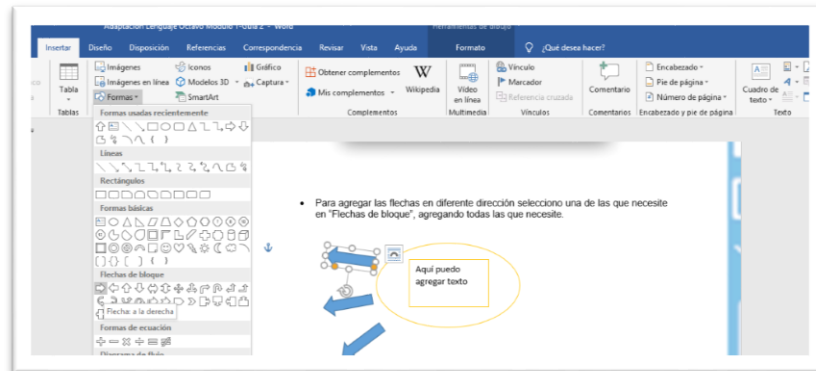 Adaptación Lenguaje Octavo Modulo 1-Guía 2 - Word
Herramientas de dibujo
Insertar Diseño Disposición Referencias Correspondencia Revisar Vista Ayuda Formato ¿Qué desea hacer?
Tabla
Tablas
Imágenes
Imágenes en línea
Formas
Iconos
Modelos 3D
SmartArt
Gráfico
Captura
Obtener complementos
Mis complementos
Wikipedia
Complementos
Vídeo en línea
Multimedia
Vínculo
Marcador
Referencia cruzada
Vínculos
Comentario
Comentarios
Encabezado
Pie de página
Número de página
Encabezado y pie de página
Cuadro de texto
Texto
Formas usadas recientemente
Líneas
Rectángulos
Formas básicas
Flechas de bloque
Flecha: a la derecha
Formas de ecuación
Diagrama de flujo
• Para agregar las flechas en diferente dirección selecciono una de las que necesite
en "Flechas de bloque", agregando todas las que necesite.
Aquí puedo
agregar texto